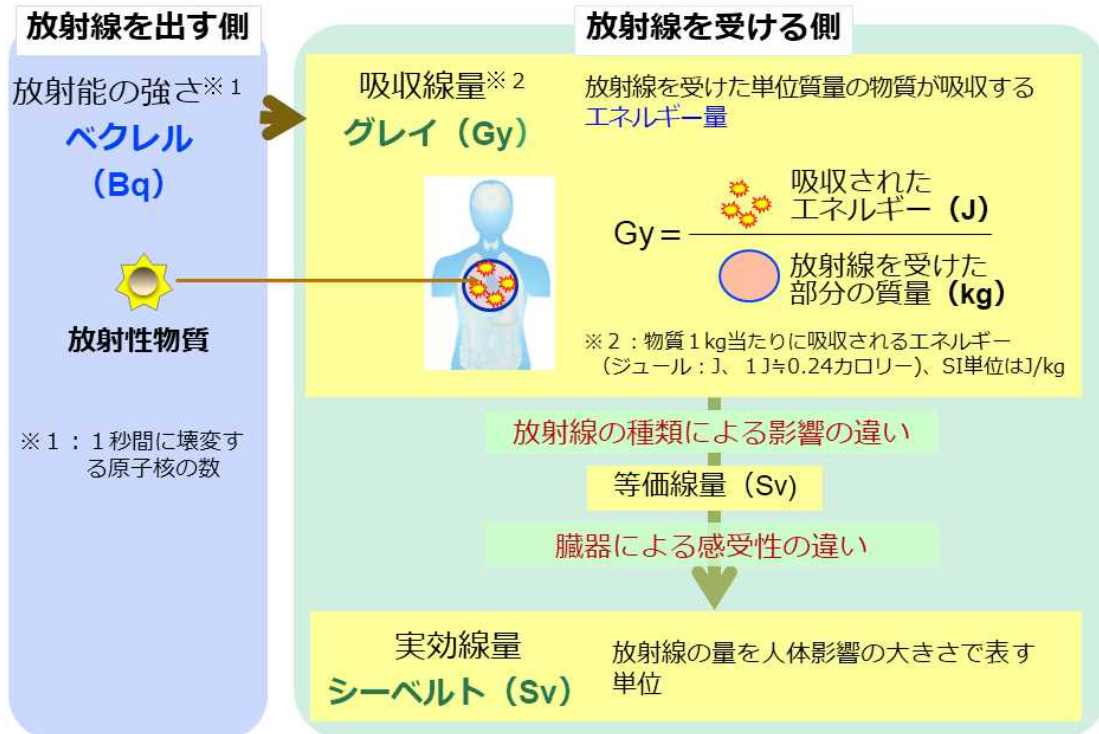 放射線を出す側
放射能の強さ※1
ベクレル
（Bq）
放射性物質
※1：1秒間に壊変す
る原子核の数
放射線を受ける側
吸収線量※2
グレイ（Gy）
放射線を受けた単位質量の物質が吸収する
エネルギー量
Gy＝
吸収された
エネルギー（J）
放射線を受けた
部分の質量（kg）
※2：物質1kg当たりに吸収されるエネルギー
（ジュール：J、1J≒0.24カロリー）、SI単位はJ/kg
放射線の種類による影響の違い
等価線量（Sv)
臓器による感受性の違い
実効線量
シーベルト（Sv）
放射線の量を人体影響の大きさで表す
単位